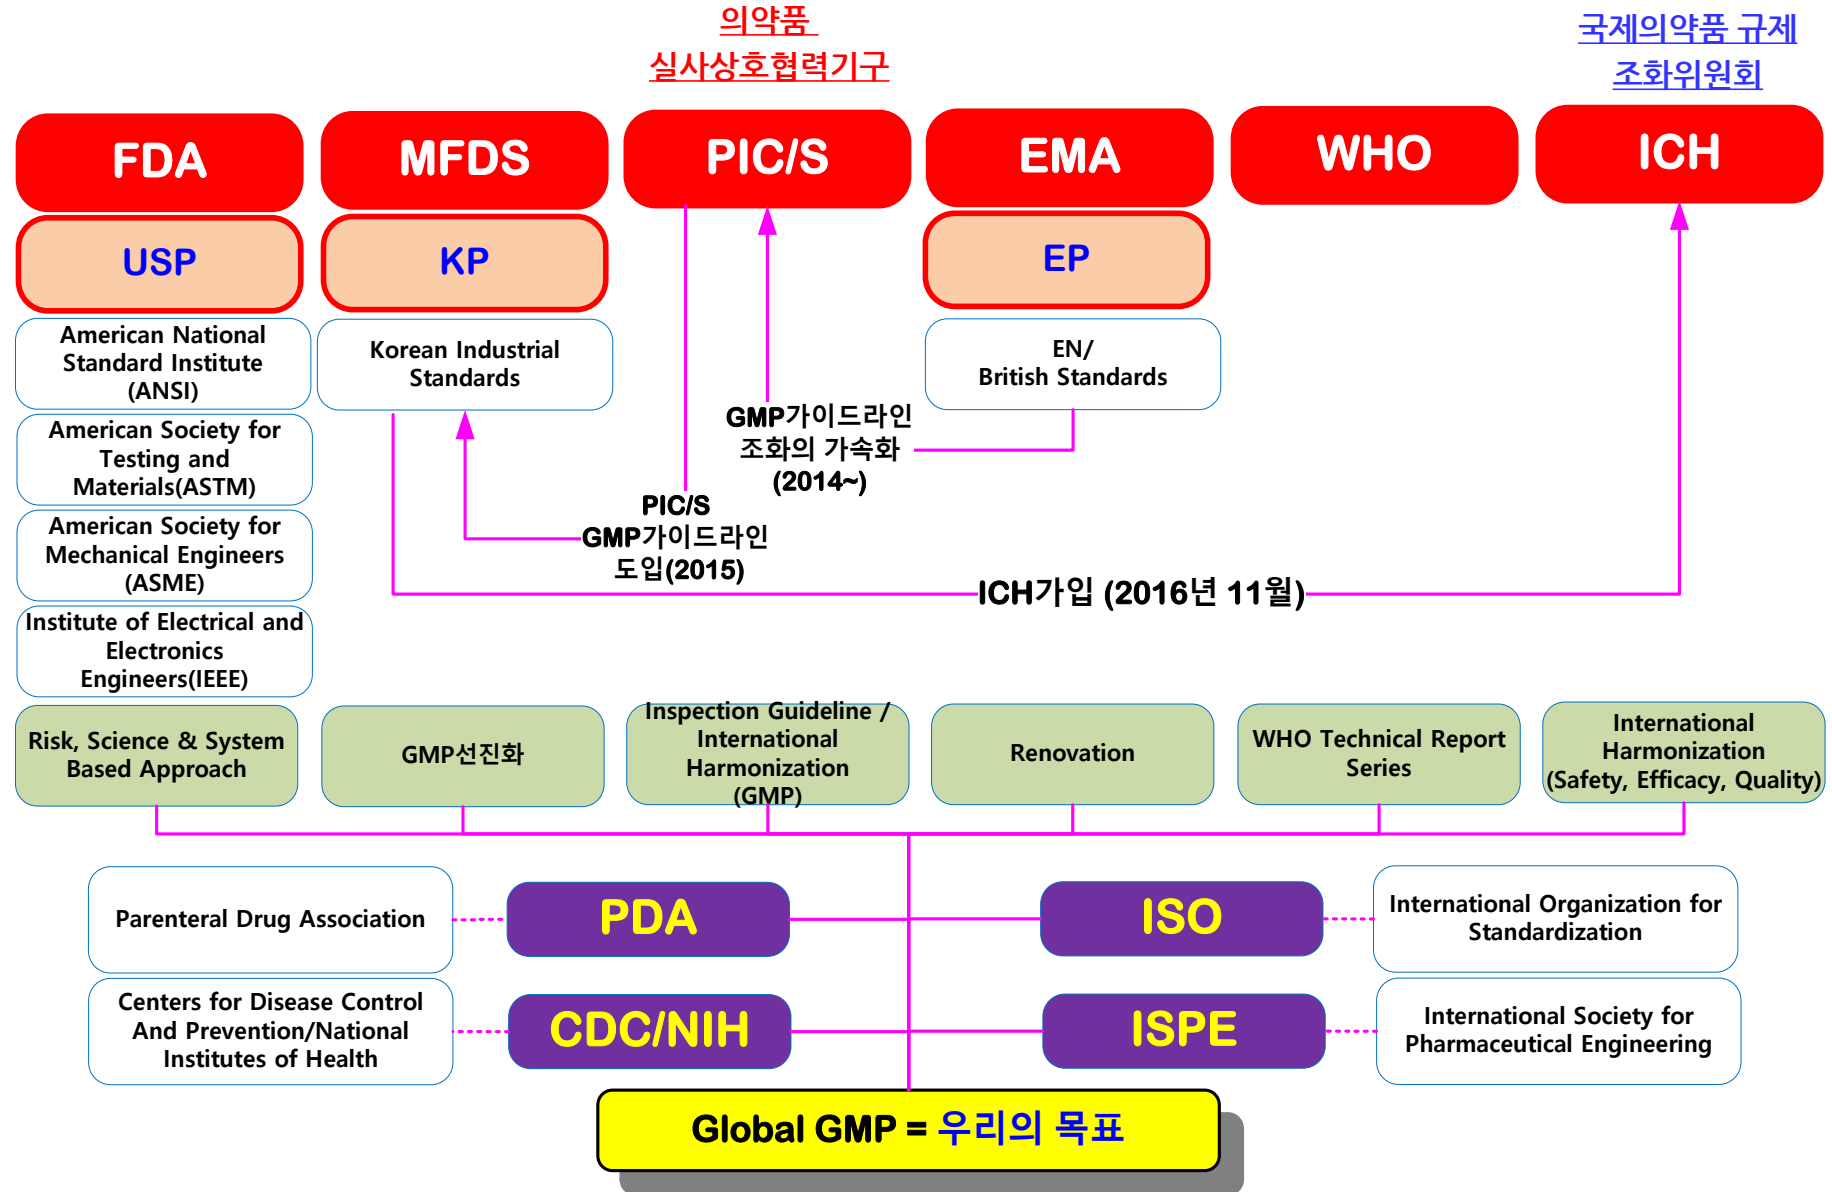 의약품
실사상호협력기구
국제의약품 규제
조화위원회
FDA
MFDS
PIC/S
EMA
WHO
ICH
USP
KP
EP
American National
Standard Institute
(ANSI)
Korean Industrial
Standards
EN/
British Standards
American Society for
Testing and
Materials(ASTM)
GMP가이드라인
조화의 가속화
(2014~)
American Society for
Mechanical Engineers
(ASME)
PIC/S
GMP가이드라인
도입(2015)
ICH가입 (2016년 11월)
Institute of Electrical and
Electronics
Engineers(IEEE)
Risk, Science & System
Based Approach
GMP선진화
Inspection Guideline /
International
Harmonization
(GMP)
Renovation
WHO Technical Report
Series
International
Harmonization
(Safety, Efficacy, Quality)
Parenteral Drug Association
PDA
ISO
International Organization for
Standardization
Centers for Disease Control
And Prevention/National
Institutes of Health
CDC/NIH
ISPE
International Society for
Pharmaceutical Engineering
Global GMP = 우리의 목표